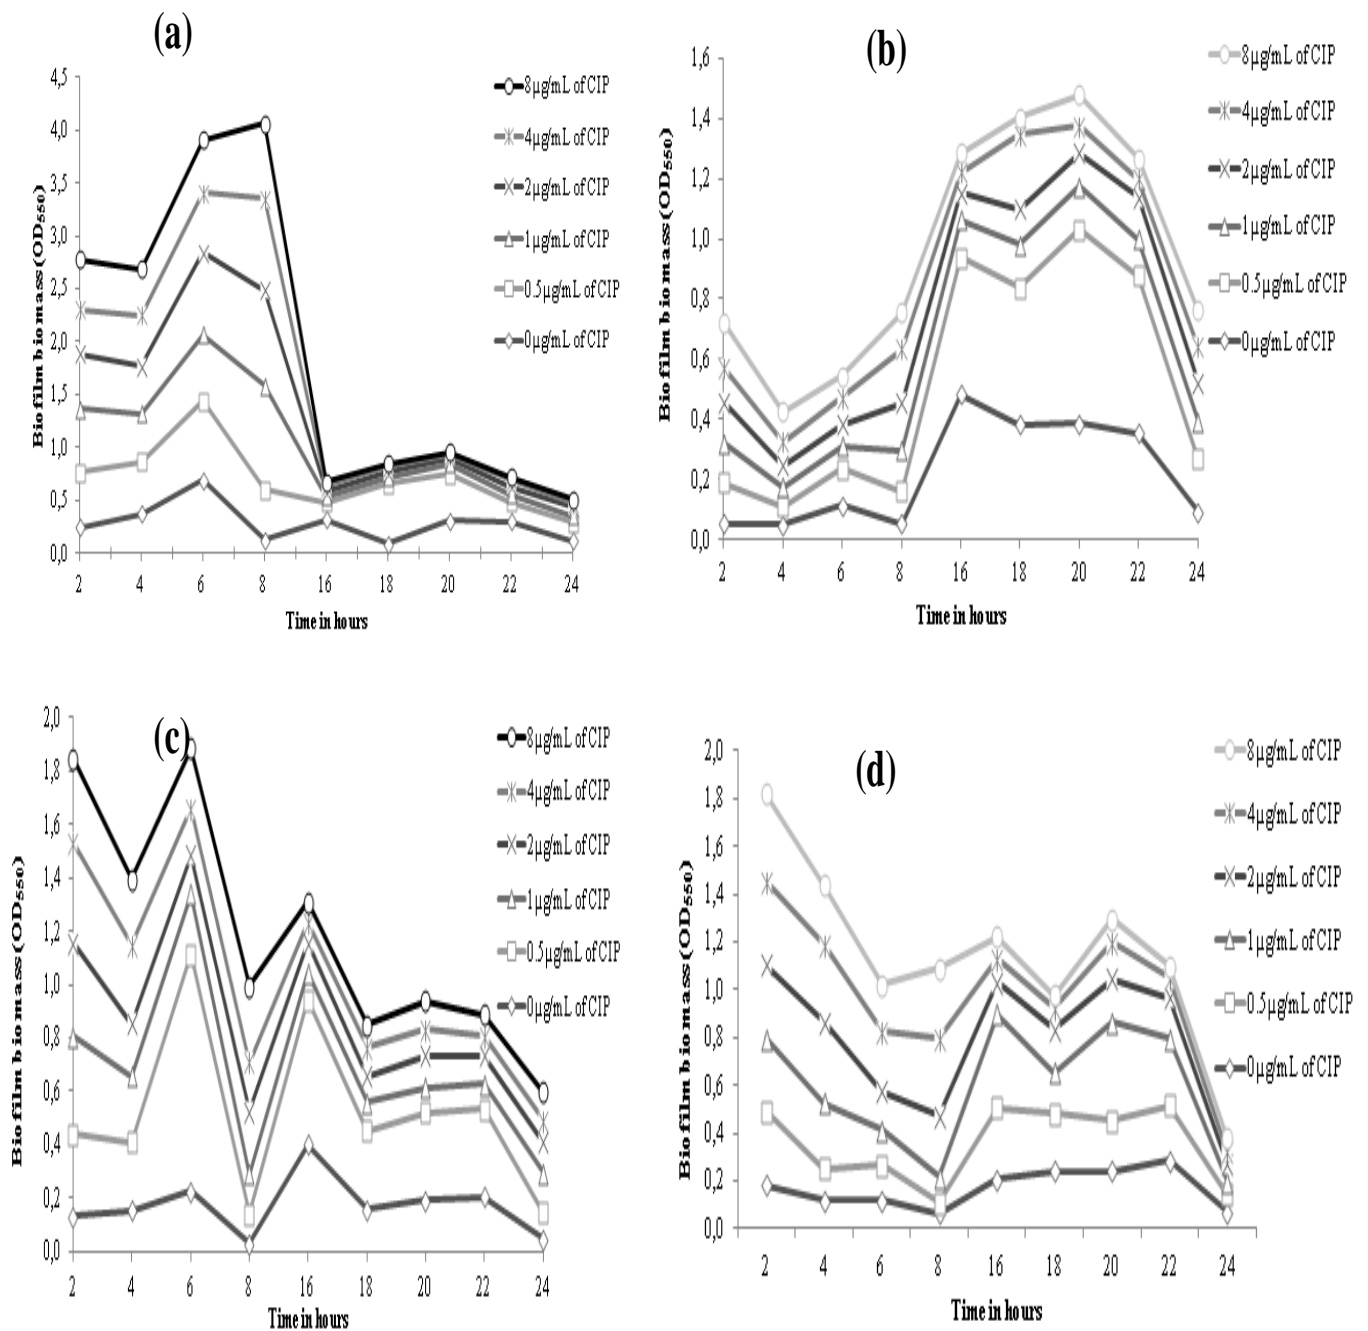 (a)
4,5
4,0
3,5
3,0
2,5
2,0
1,5
1,0
0,5
0,0
Biofilm biomass (OD550)
2 4 6 8 16 18 20 22 24
Time in hours
8µg/mL of CIP
4µg/mL of CIP
2µg/mL of CIP
1µg/mL of CIP
0.5µg/mL of CIP
0µg/mL of CIP
(b)
1,6
1,4
1,2
1,0
0,8
0,6
0,4
0,2
0,0
Biofilm biomass (OD550)
2 4 6 8 16 18 20 22 24
Time in hours
8µg/mL of CIP
4µg/mL of CIP
2µg/mL of CIP
1µg/mL of CIP
0.5µg/mL of CIP
0µg/mL of CIP
(c)
2,0
1,8
1,6
1,4
1,2
1,0
0,8
0,6
0,4
0,2
0,0
Biofilm biomass (OD550)
2 4 6 8 16 18 20 22 24
Time in hours
8µg/mL of CIP
4µg/mL of CIP
2µg/mL of CIP
1µg/mL of CIP
0.5µg/mL of CIP
0µg/mL of CIP
(d)
2,0
1,8
1,6
1,4
1,2
1,0
0,8
0,6
0,4
0,2
0,0
Biofilm biomass (OD550)
2 4 6 8 16 18 20 22 24
Time in hours
8µg/mL of CIP
4µg/mL of CIP
2µg/mL of CIP
1µg/mL of CIP
0.5µg/mL of CIP
0µg/mL of CIP